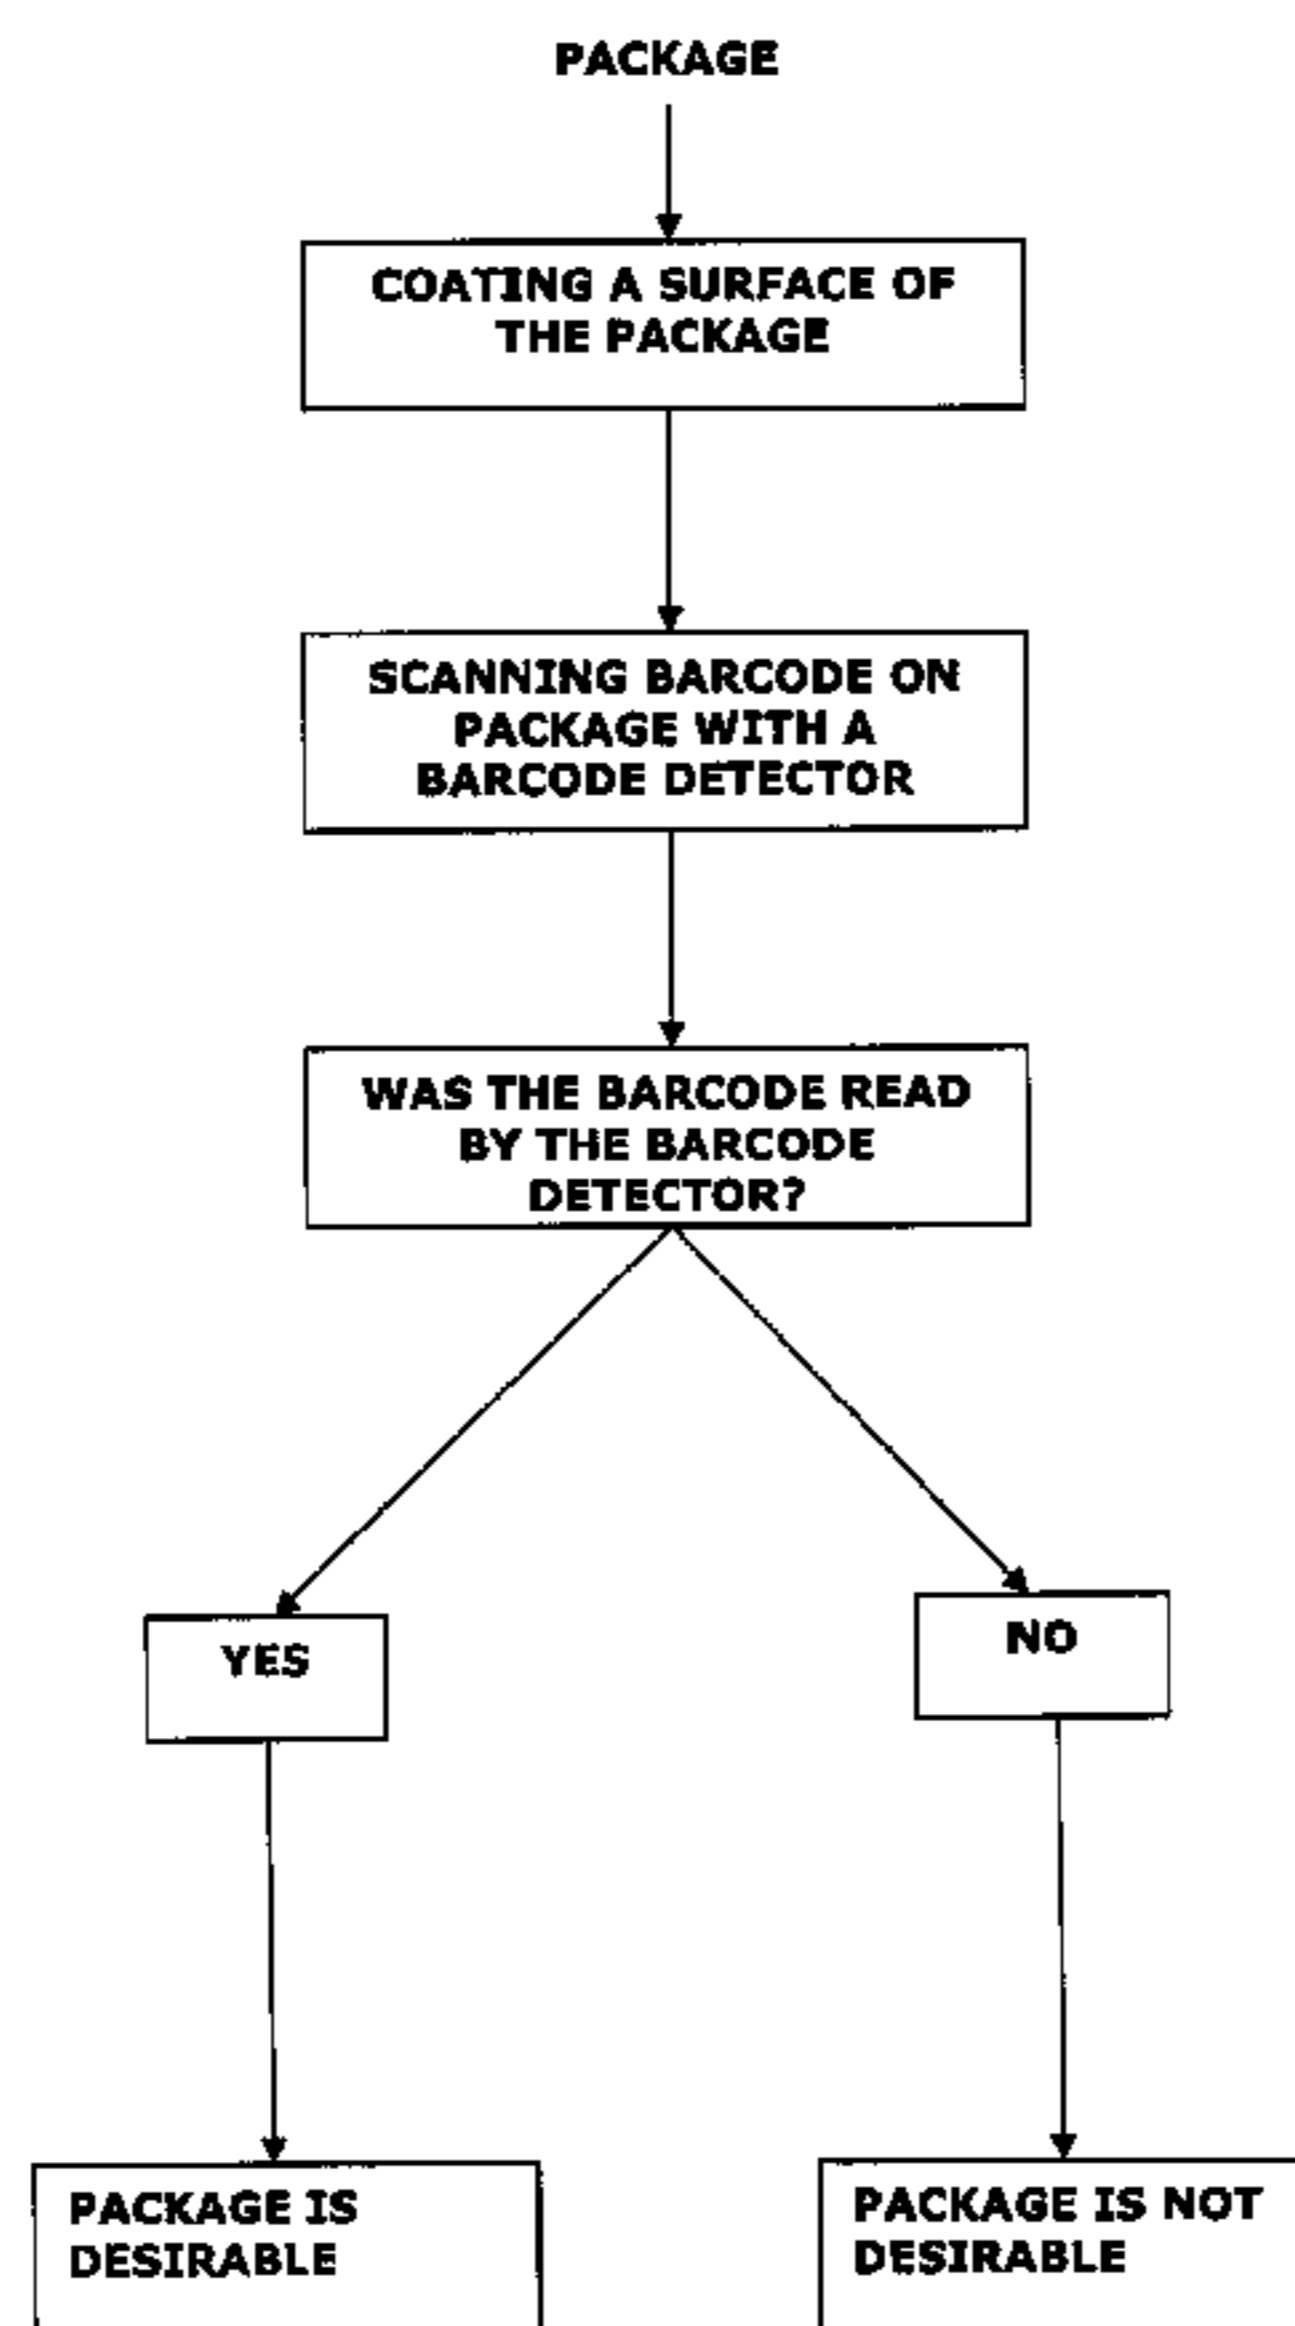 PACKAGE
COATING A SURFACE OF
THE PACKAGE
SCANNING BARCODE ON
PACKAGE WITH A
BARCODE DETECTOR
WAS THE BARCODE READ
BY THE BARCODE
DETECTOR?
YES
NO
PACKAGE IS
DESIRABLE
PACKAGE IS NOT
DESIRABLE